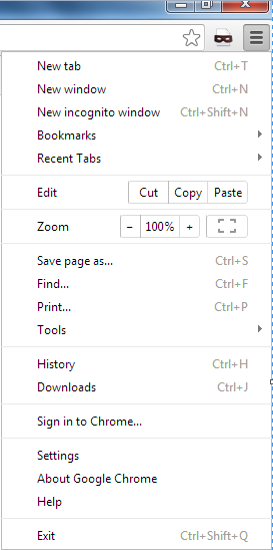 New tab Ctrl+T
New window Ctrl+N
New incognito window Ctrl+Shift+N
Bookmarks
Recent Tabs
Edit Cut Copy Paste
Zoom − 100% +
Save page as... Ctrl+S
Find... Ctrl+F
Print... Ctrl+P
Tools
History Ctrl+H
Downloads Ctrl+J
Sign in to Chrome...
Settings
About Google Chrome
Help
Exit Ctrl+Shift+Q